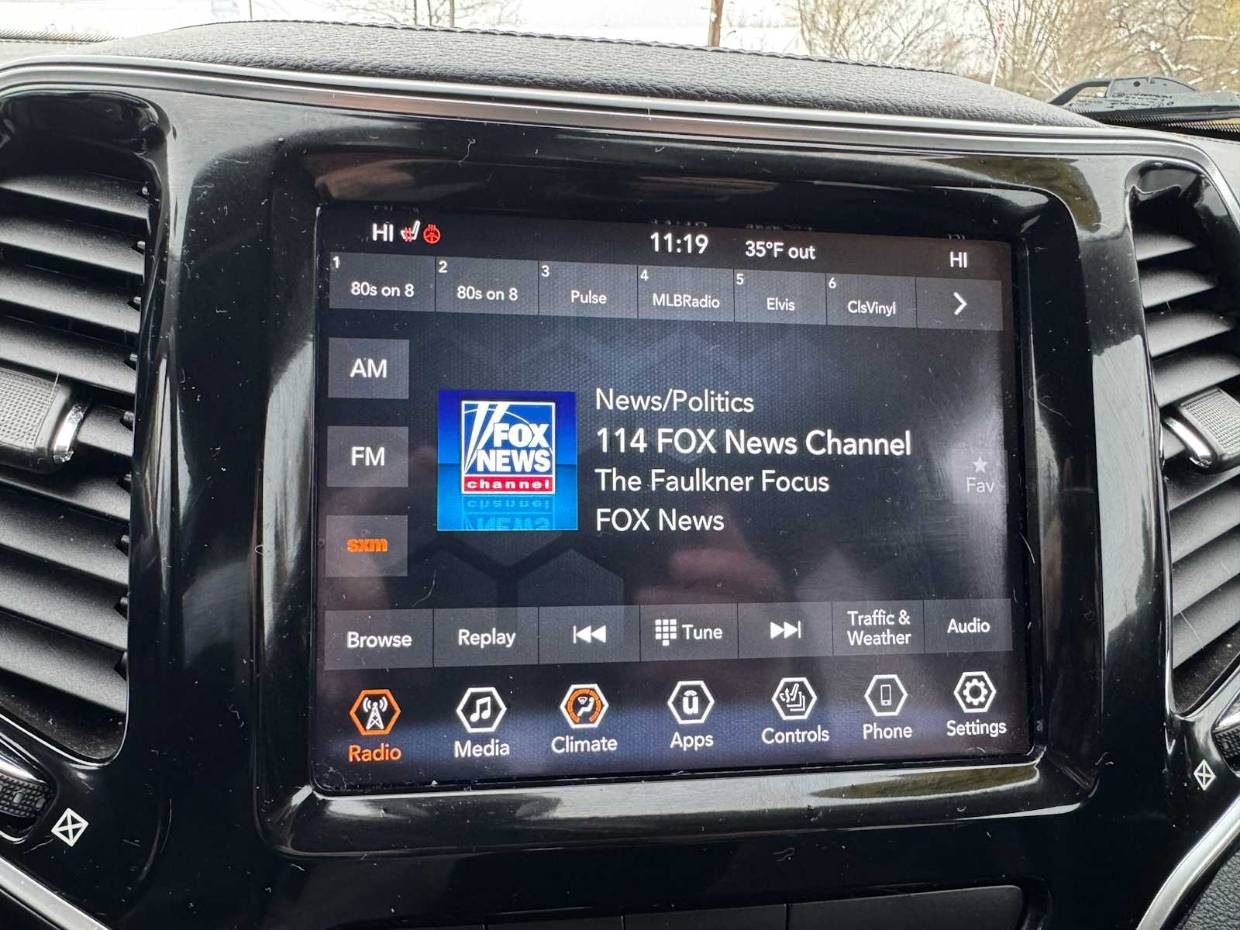 HI 11:19 35°F out HI
1 80s on 8
2 80s on 8
3 Pulse
4 MLBRadio
5 Elvis
6 ClsVinyl
AM
FM
sxm
FOX
NEWS
channel
News/Politics
114 FOX News Channel
The Faulkner Focus
FOX News
Fav
Browse
Replay
Tune
Traffic &
Weather
Audio
Radio
Media
Climate
Apps
Controls
Phone
Settings